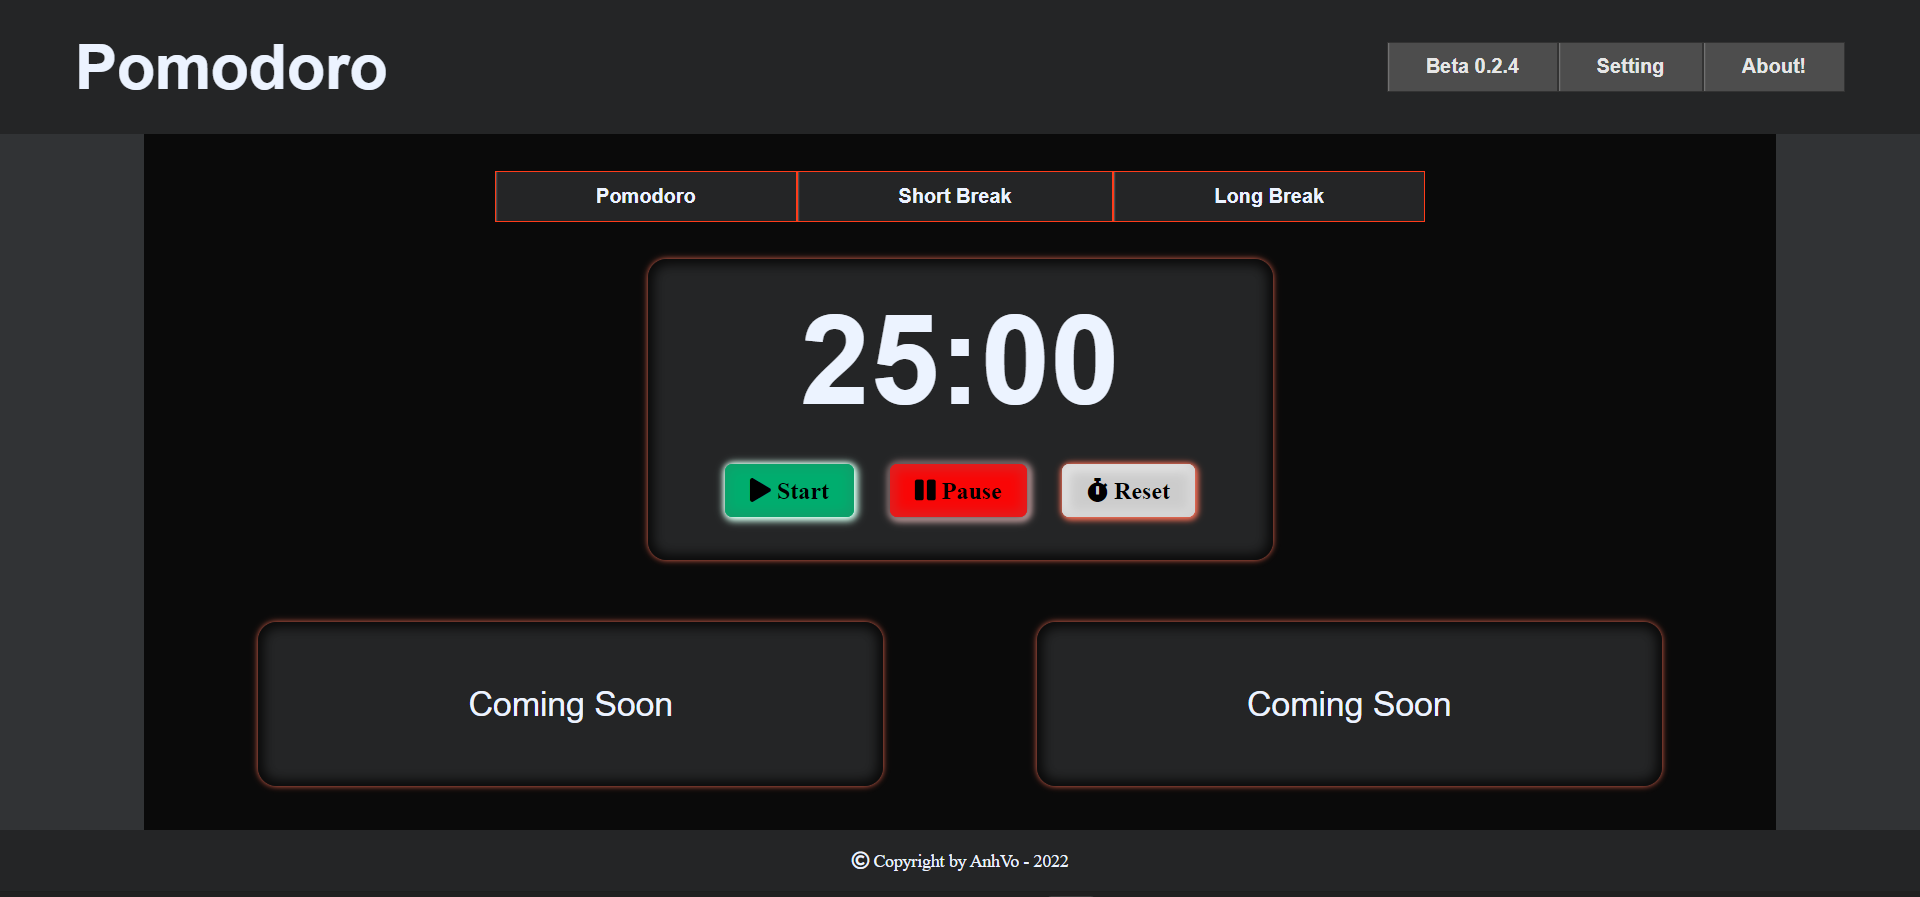 Pomodoro
Beta 0.2.4 Setting About!
Pomodoro Short Break Long Break
25:00
Start Pause Reset
Coming Soon Coming Soon
© Copyright by AnhVo - 2022